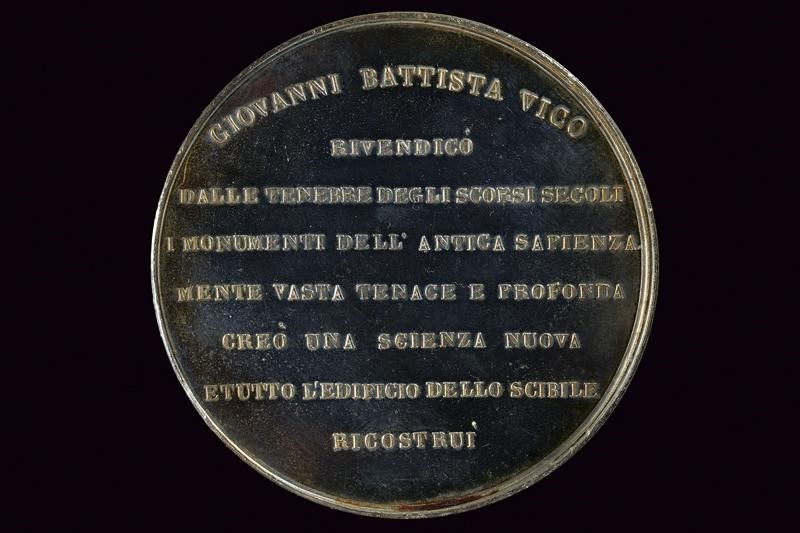 GIOVANNI BATTISTA VICO
RIVENDICÒ
DALLE TENEBRE DEGLI SCORSI SECOLI
I MONUMENTI DELL' ANTICA SAPIENZA
MENTE VASTA TENACE E PROFONDA
CREÒ UNA SCIENZA NUOVA
E TUTTO L'EDIFICIO DELLO SCIBILE
RICOSTRUÌ